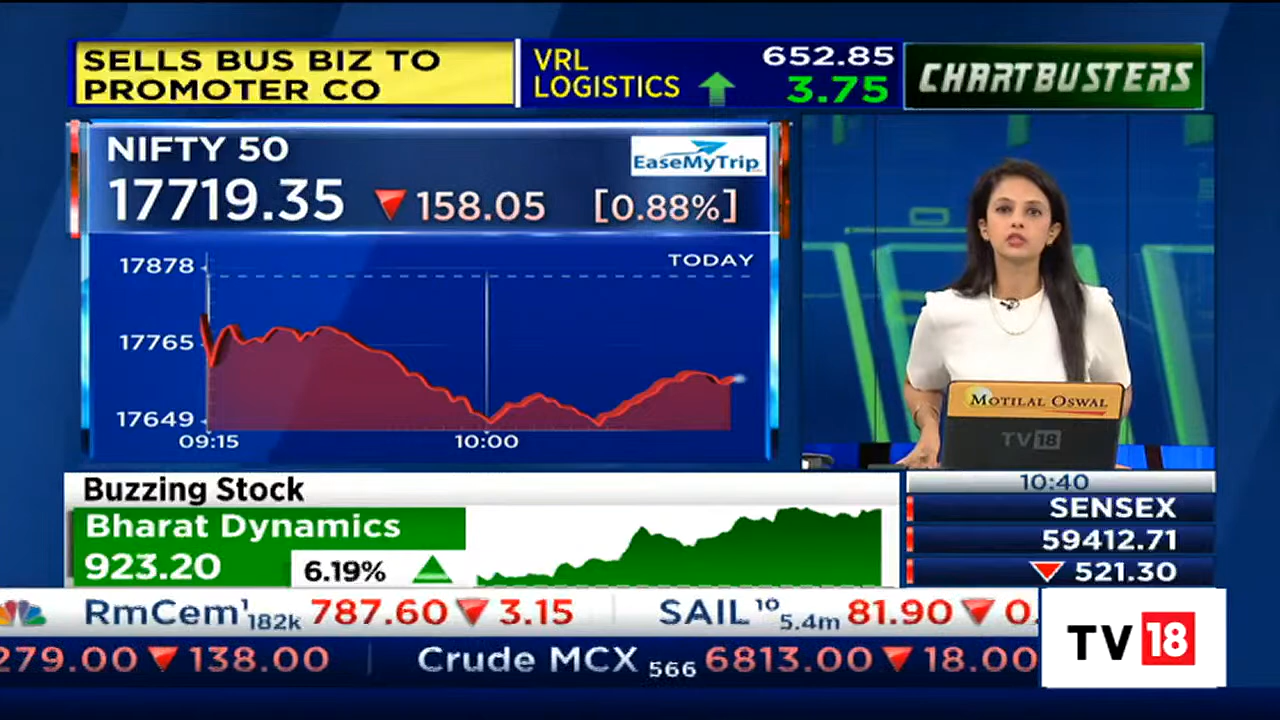 SELLS BUS BIZ TO
PROMOTER CO
VRL
LOGISTICS
652.85
3.75
CHARTBUSTERS
NIFTY 50
17719.35 158.05 [0.88%]
EaseMyTrip
TODAY
17878
17765
17649
09:15 10:00
MOTILAL OSWAL
TV18
Buzzing Stock
Bharat Dynamics
923.20 6.19%
10:40
SENSEX
59412.71
521.30
RmCem¹ 182k 787.60 3.15 SAIL¹⁰ 5.4m 81.90 0.
279.00 138.00 Crude MCX 566 6813.00 18.00
TV18